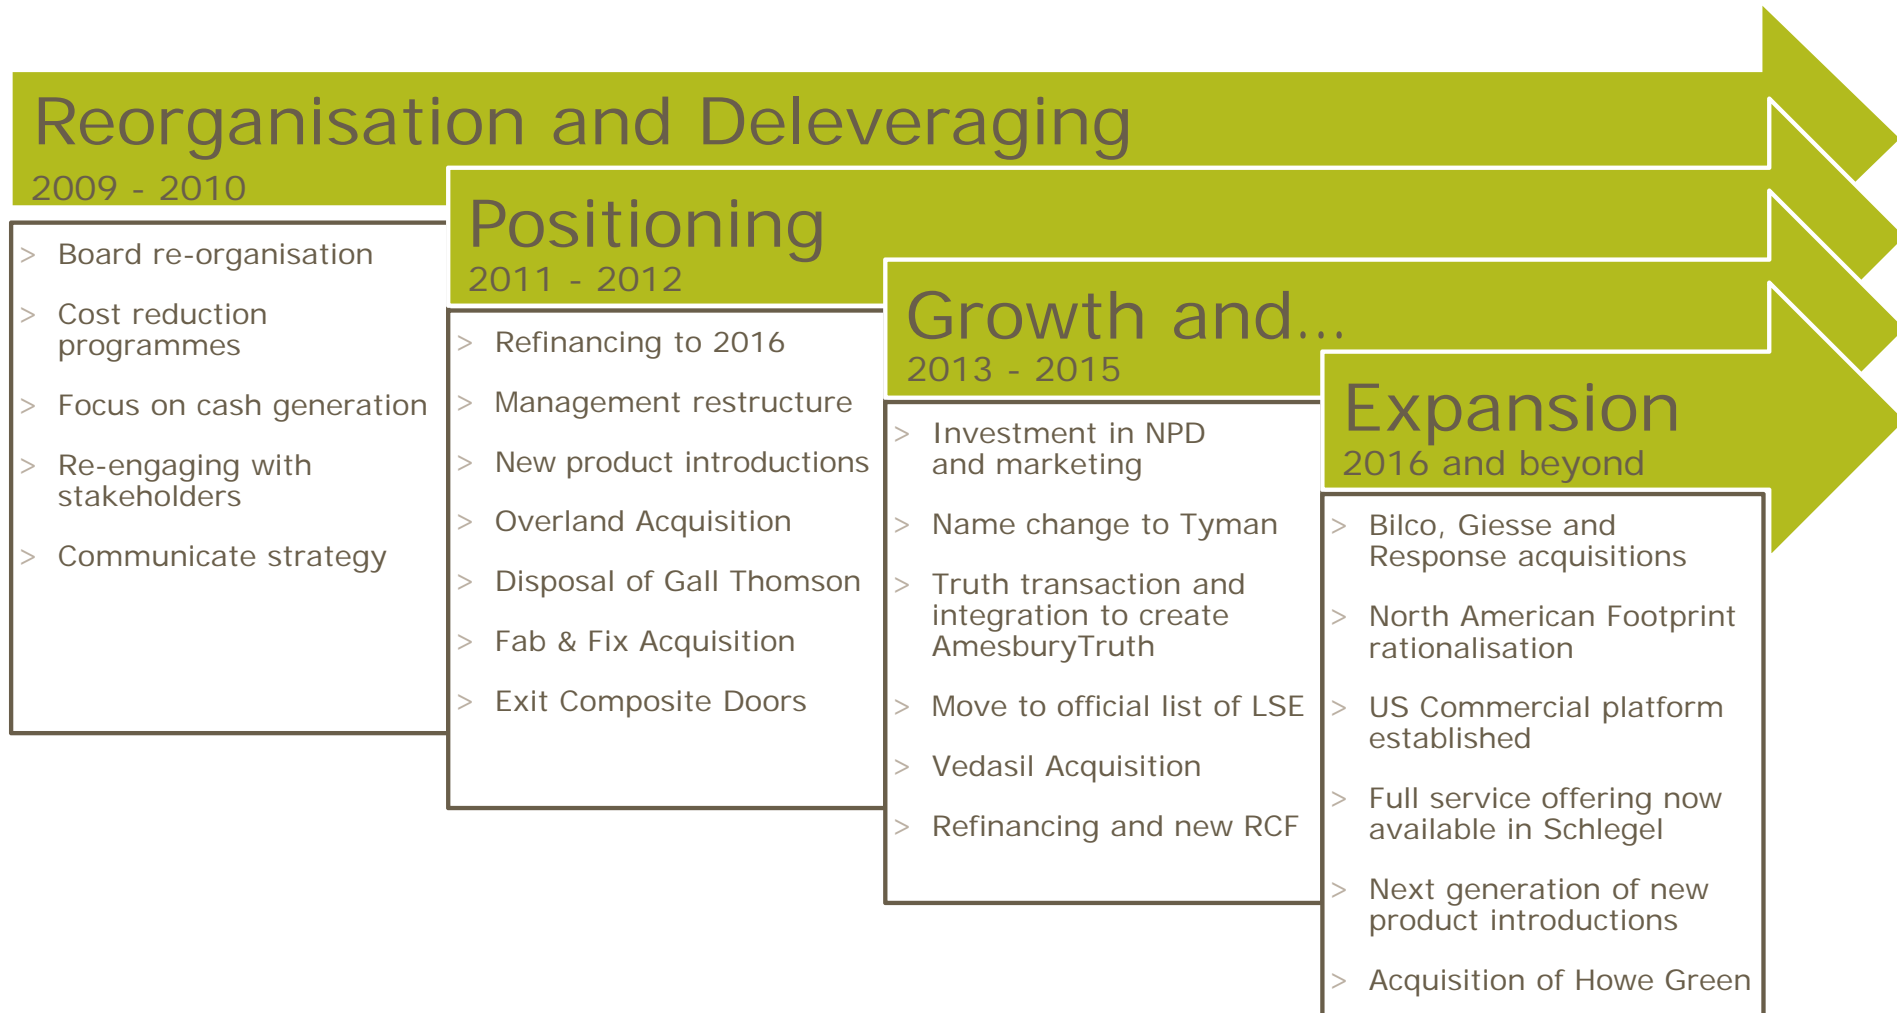 Reorganisation and Deleveraging
2009 - 2010
> Board re-organisation
> Cost reduction
programmes
> Focus on cash generation
> Re-engaging with
stakeholders
> Communicate strategy
Positioning
2011 - 2012
> Refinancing to 2016
> Management restructure
> New product introductions
> Overland Acquisition
> Disposal of Gall Thomson
> Fab & Fix Acquisition
> Exit Composite Doors
Growth and...
2013 - 2015
> Investment in NPD
and marketing
> Name change to Tyman
> Truth transaction and
integration to create
AmesburyTruth
> Move to official list of LSE
> Vedasil Acquisition
> Refinancing and new RCF
Expansion
2016 and beyond
> Bilco, Giesse and
Response acquisitions
> North American Footprint
rationalisation
> US Commercial platform
established
> Full service offering now
available in Schlegel
> Next generation of new
product introductions
> Acquisition of Howe Green